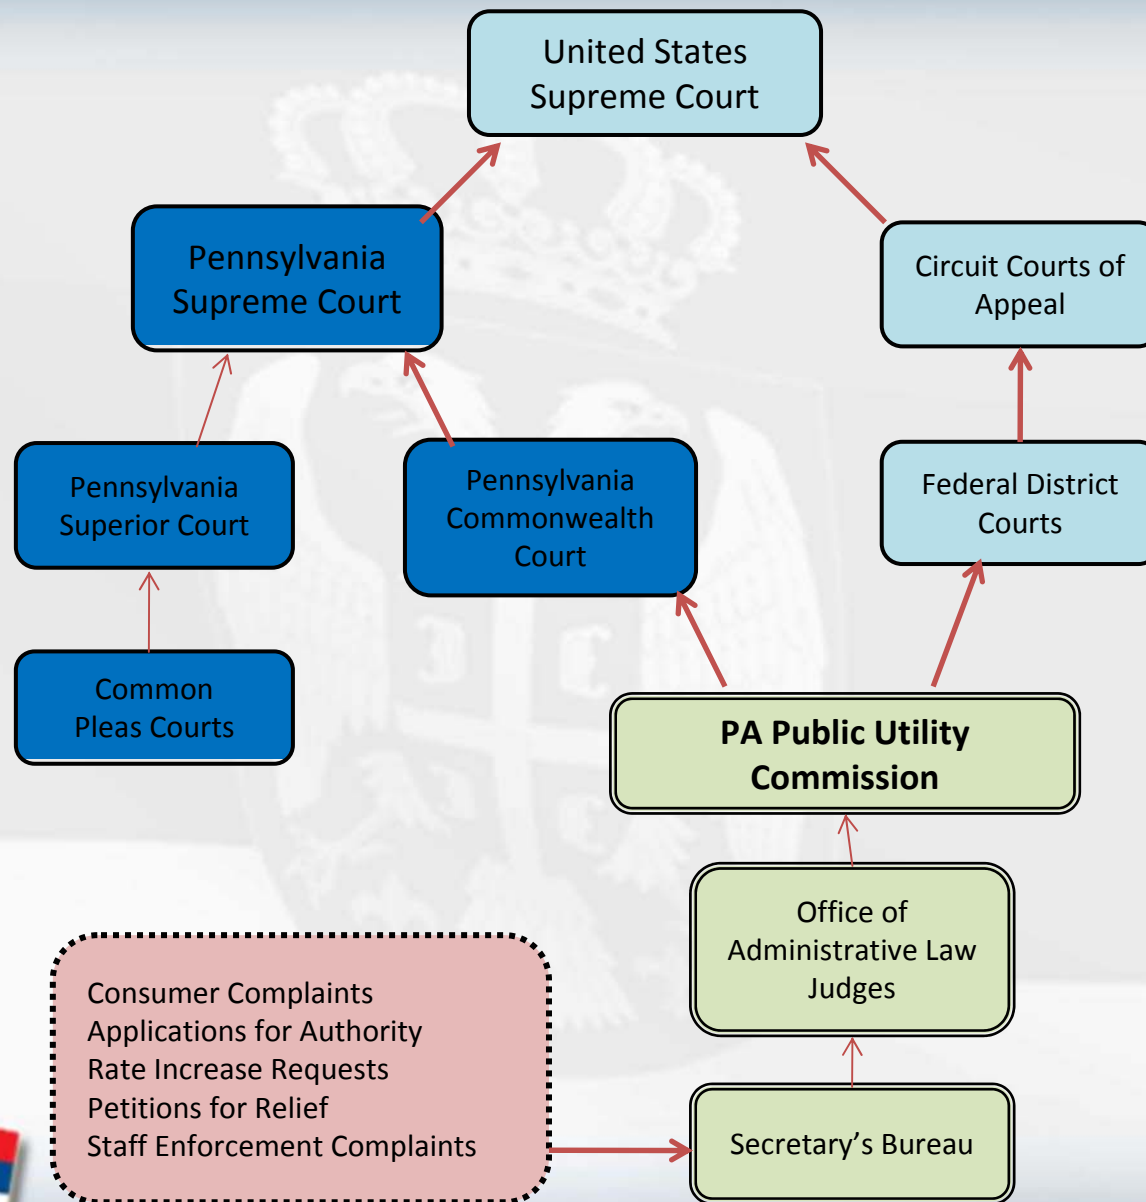 United States
Supreme Court
Pennsylvania
Supreme Court
Circuit Courts of
Appeal
Pennsylvania
Superior Court
Pennsylvania
Commonwealth
Court
Federal District
Courts
Common
Pleas Courts
PA Public Utility
Commission
Office of
Administrative Law
Judges
Consumer Complaints
Applications for Authority
Rate Increase Requests
Petitions for Relief
Staff Enforcement Complaints
Secretary’s Bureau